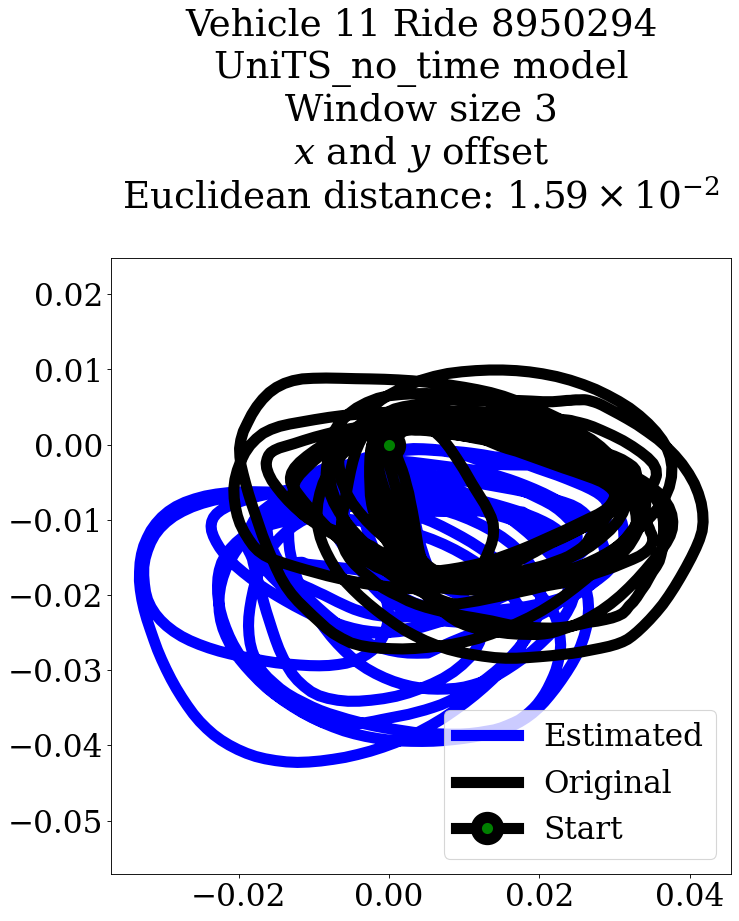 Vehicle 11 Ride 8950294
UniTS_no_time model
Window size 3
x and y offset
Euclidean distance: 1.59 × 10⁻²
0.02
0.01
0.00
−0.01
−0.02
−0.03
−0.04
−0.05
Estimated
Original
Start
−0.02 0.00 0.02 0.04